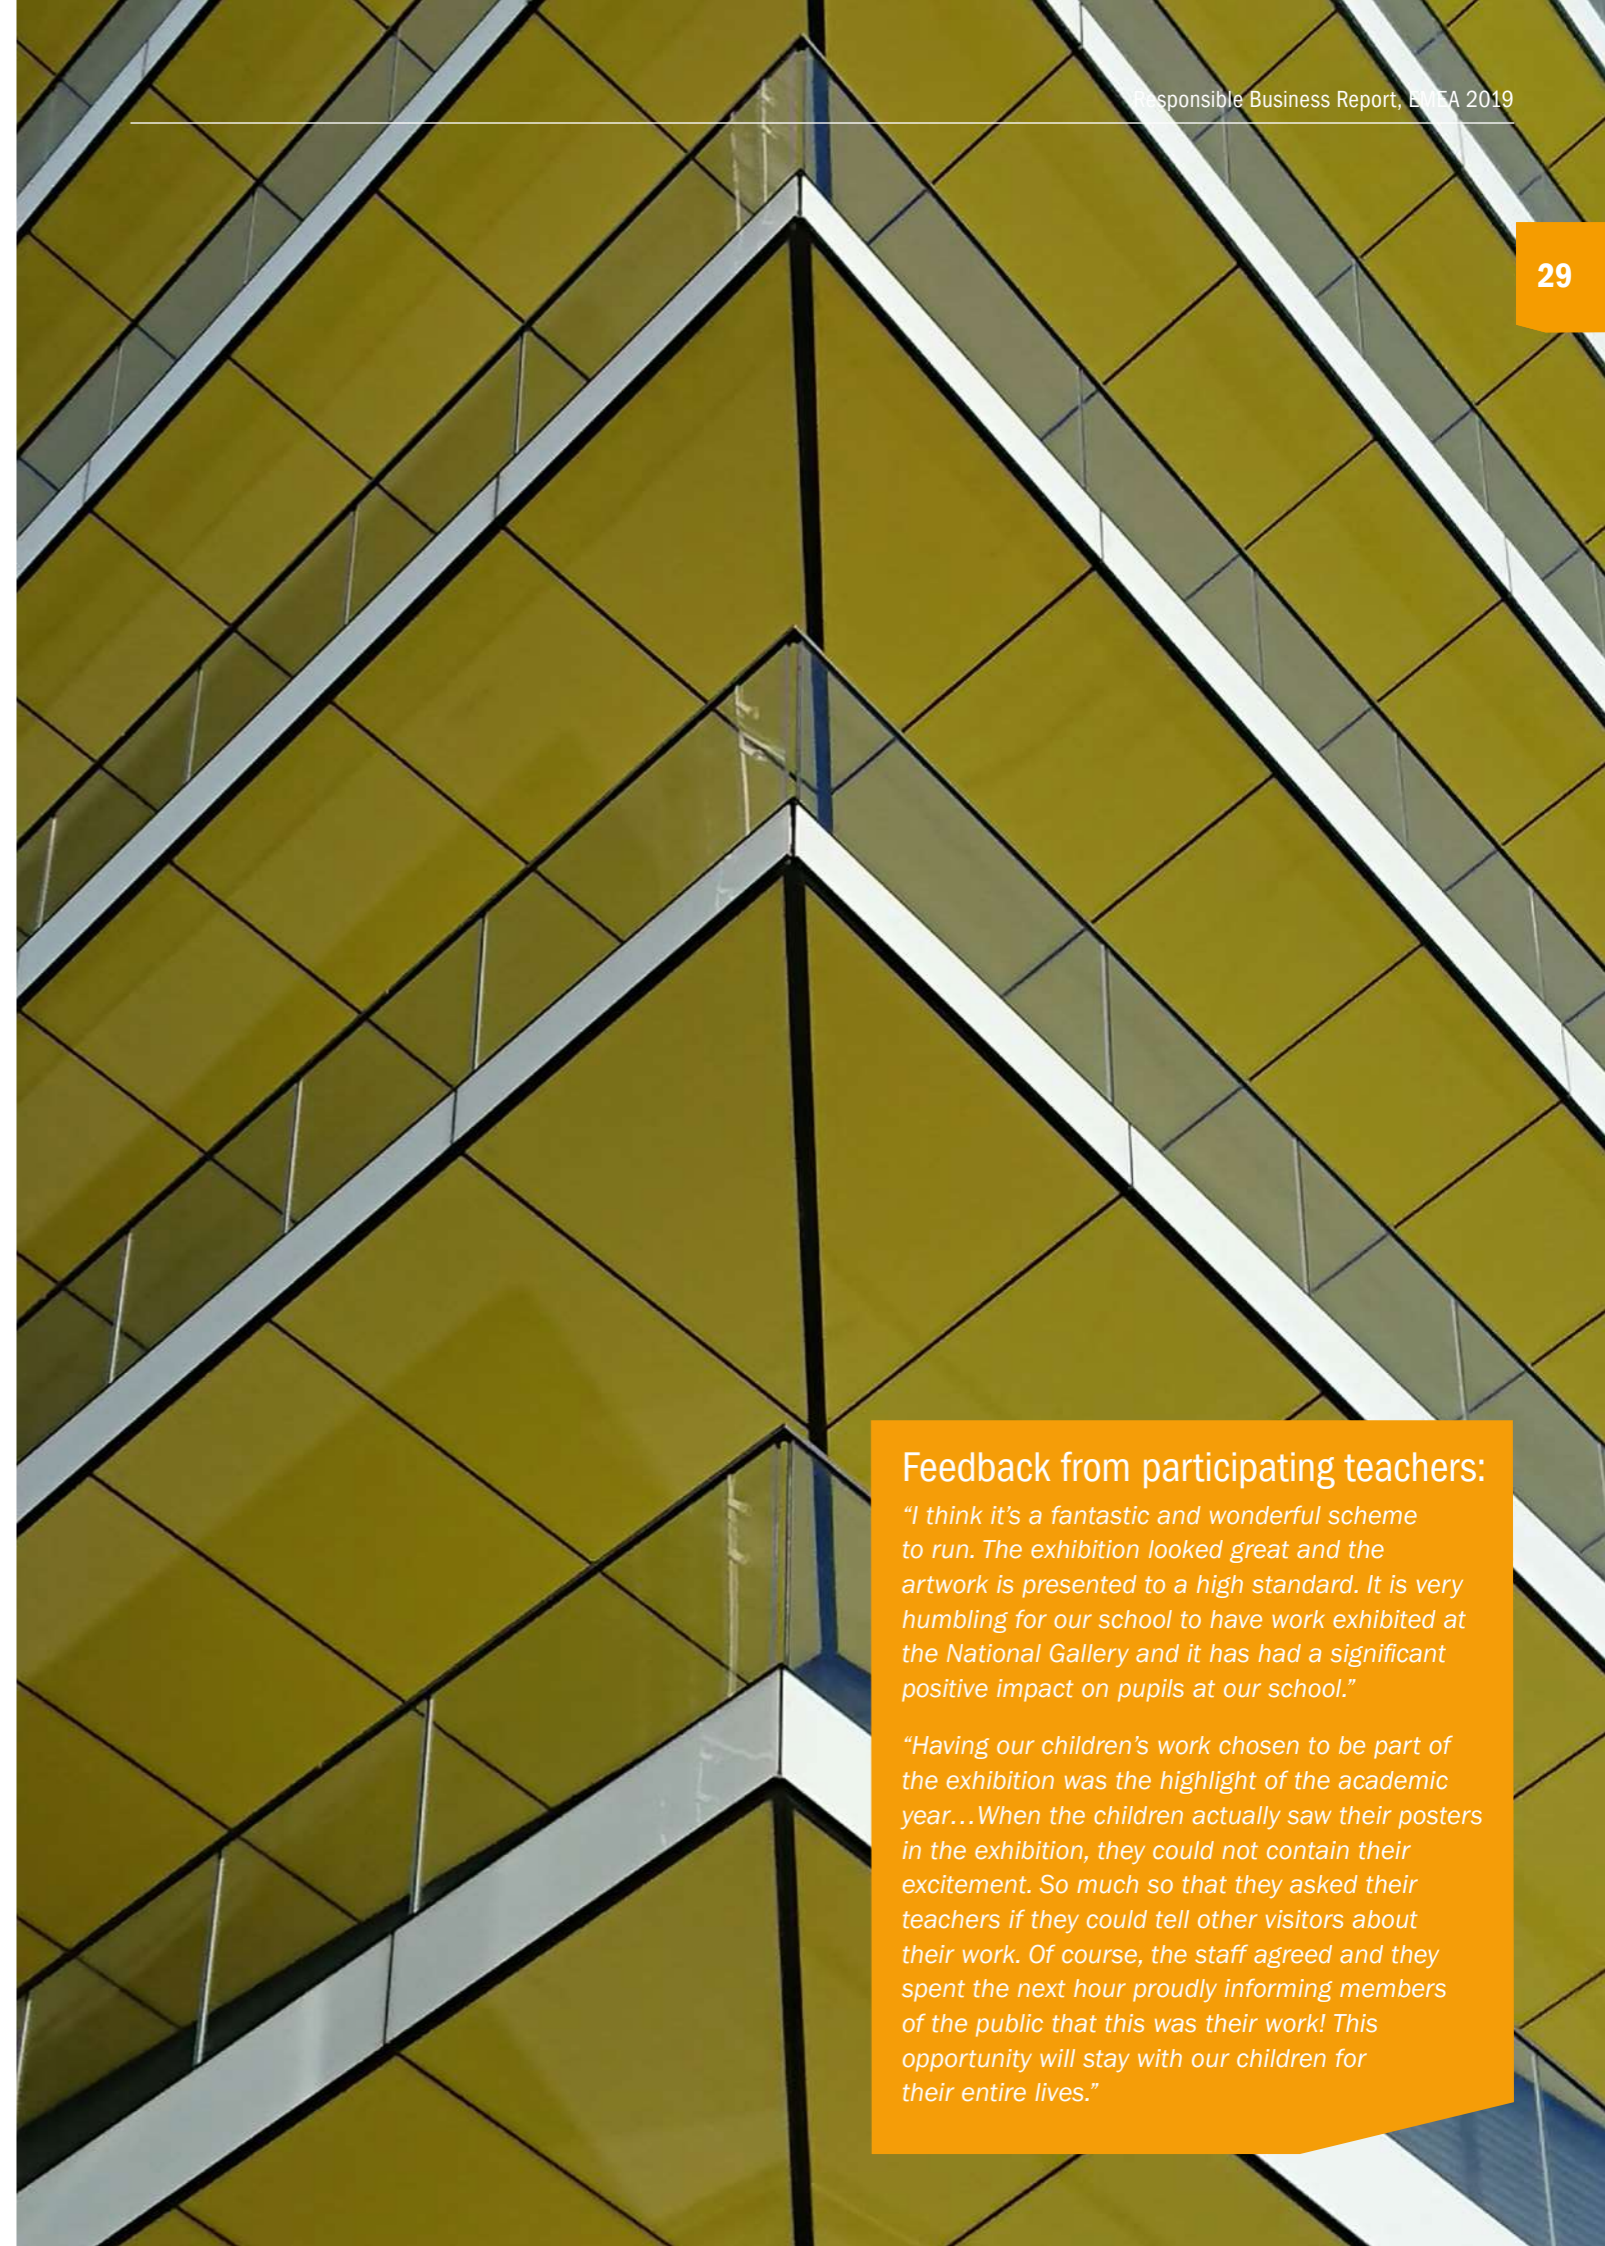 Responsible Business Report, EMEA 2019
29
Feedback from participating teachers:
“I think it’s a fantastic and wonderful scheme
to run. The exhibition looked great and the
artwork is presented to a high standard. It is very
humbling for our school to have work exhibited at
the National Gallery and it has had a significant
positive impact on pupils at our school.”
“Having our children’s work chosen to be part of
the exhibition was the highlight of the academic
year…When the children actually saw their posters
in the exhibition, they could not contain their
excitement. So much so that they asked their
teachers if they could tell other visitors about
their work. Of course, the staff agreed and they
spent the next hour proudly informing members
of the public that this was their work! This
opportunity will stay with our children for
their entire lives.”